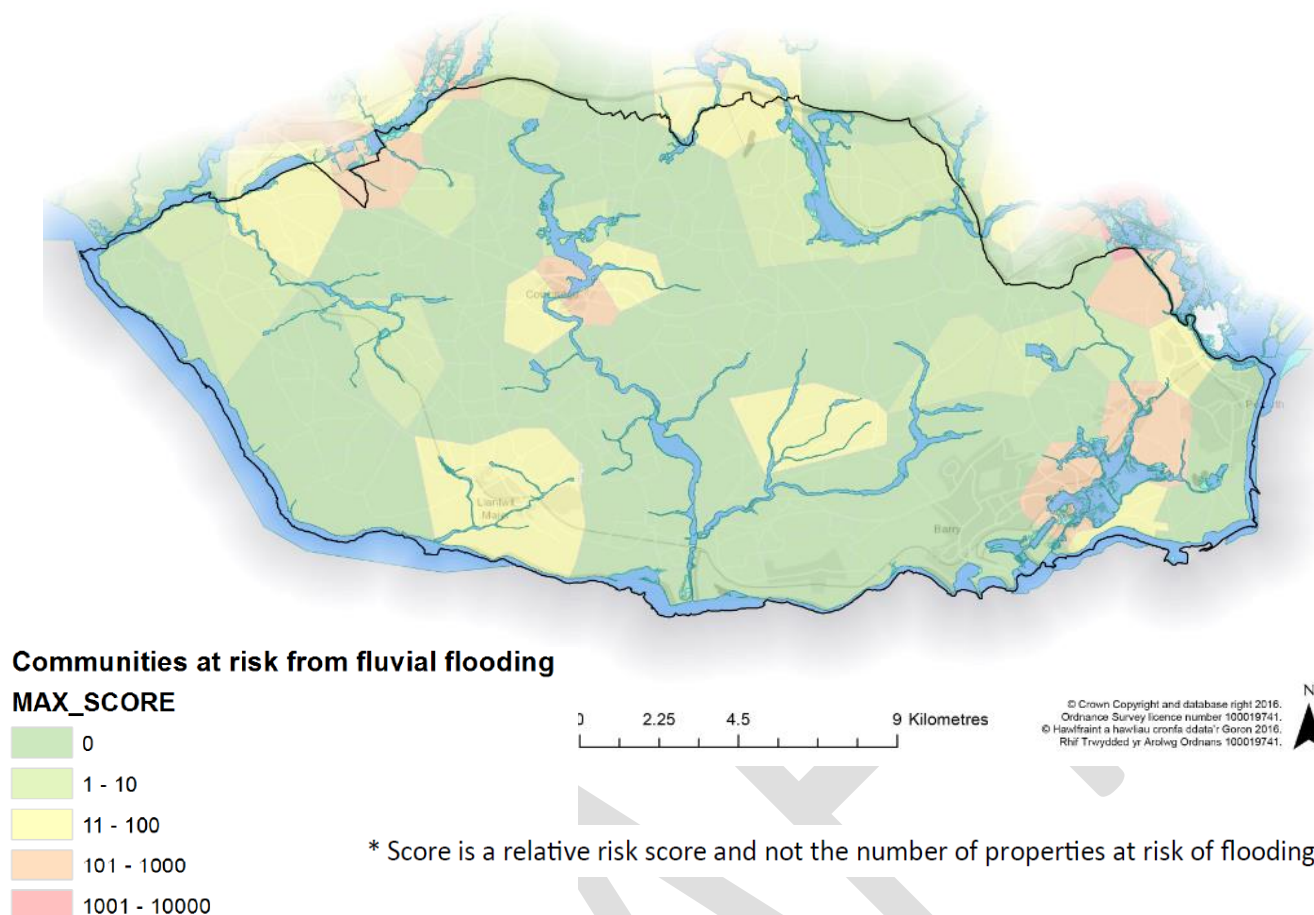 Llantwit
Major
Barry
Communities at risk from fluvial flooding
MAX_SCORE
0
1 - 10
11 - 100
101 - 1000
1001 - 10000
0 2.25 4.5 9 Kilometres
© Crown Copyright and database right 2016.
Ordnance Survey licence number 100019741.
© Hawlfraint a hawliau cronfa ddata'r Goron 2016.
Rhif Trwydded yr Arolwg Ordnans 100019741.
N
* Score is a relative risk score and not the number of properties at risk of flooding